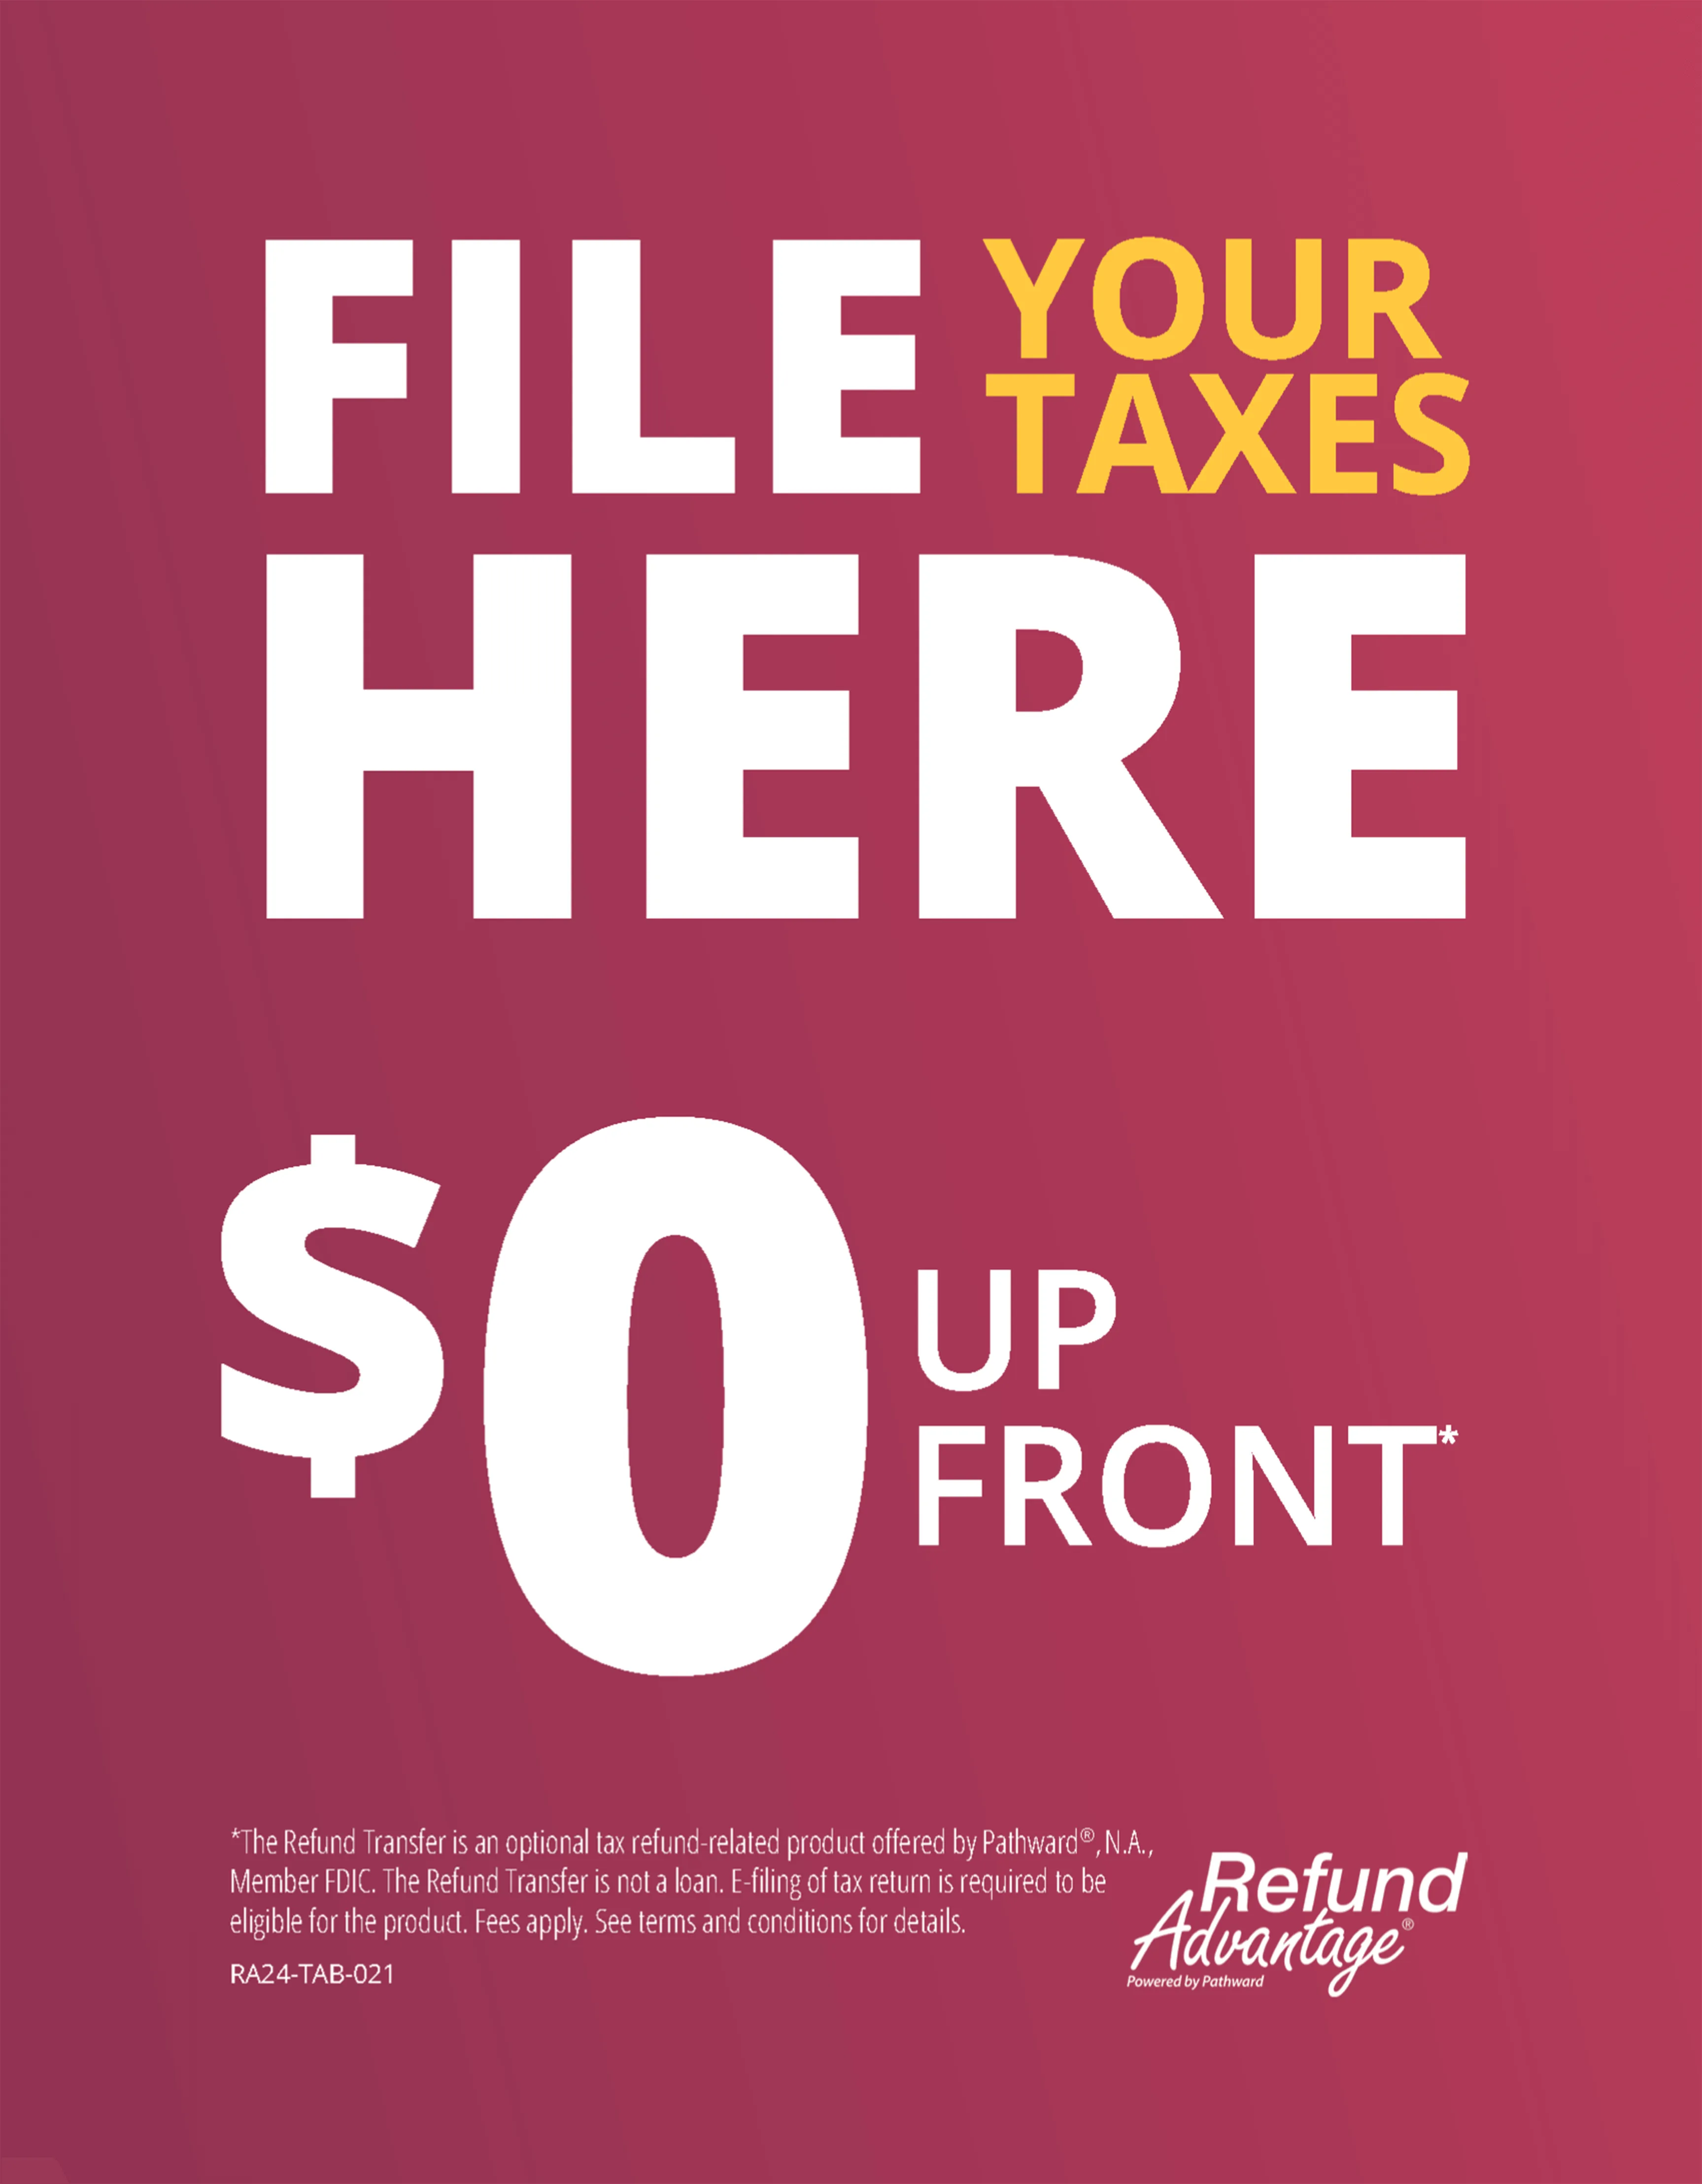 FILE YOUR
TAXES
HERE
$0 UP
FRONT*
*The Refund Transfer is an optional tax refund-related product offered by Pathward®, N.A.,
Member FDIC. The Refund Transfer is not a loan. E-filing of tax return is required to be
eligible for the product. Fees apply. See terms and conditions for details.
RA24-TAB-021
Refund
Advantage®
Powered by Pathward